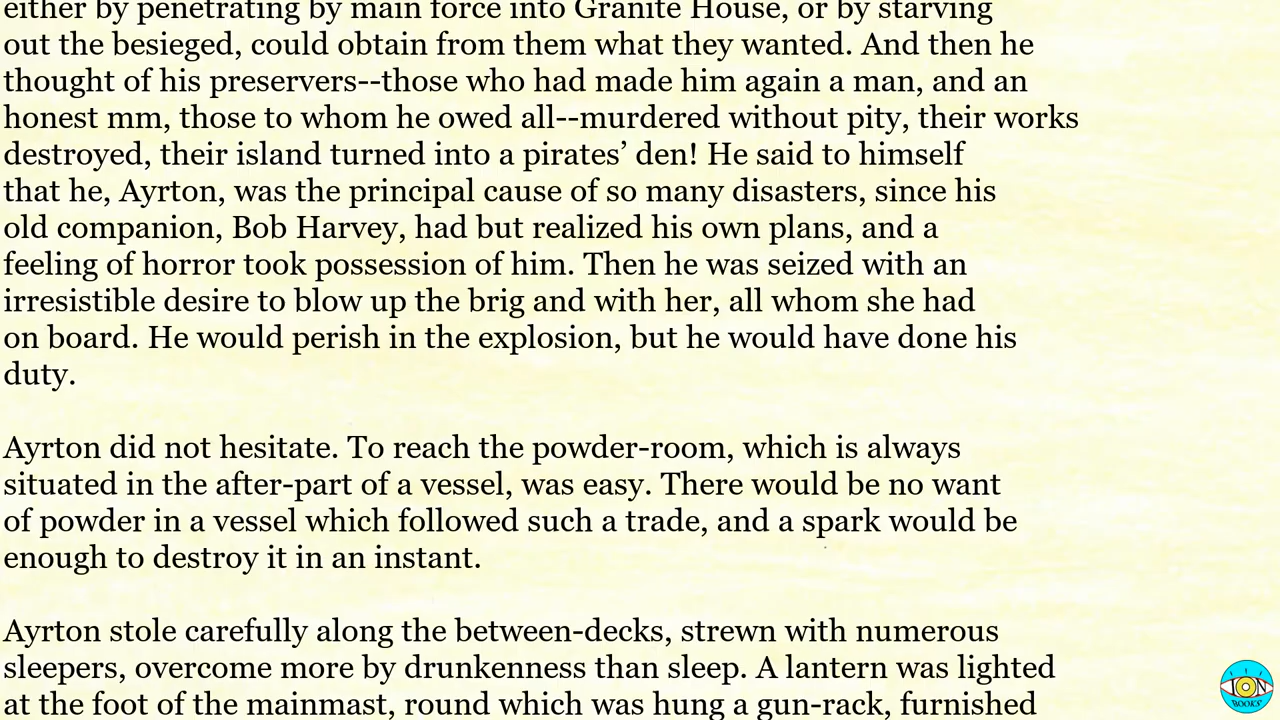 either by penetrating by main force into Granite House, or by starving
out the besieged, could obtain from them what they wanted. And then he
thought of his preservers--those who had made him again a man, and an
honest mm, those to whom he owed all--murdered without pity, their works
destroyed, their island turned into a pirates’ den! He said to himself
that he, Ayrton, was the principal cause of so many disasters, since his
old companion, Bob Harvey, had but realized his own plans, and a
feeling of horror took possession of him. Then he was seized with an
irresistible desire to blow up the brig and with her, all whom she had
on board. He would perish in the explosion, but he would have done his
duty.
Ayrton did not hesitate. To reach the powder-room, which is always
situated in the after-part of a vessel, was easy. There would be no want
of powder in a vessel which followed such a trade, and a spark would be
enough to destroy it in an instant.
Ayrton stole carefully along the between-decks, strewn with numerous
sleepers, overcome more by drunkenness than sleep. A lantern was lighted
at the foot of the mainmast, round which was hung a gun-rack, furnished
ION
BOOKS